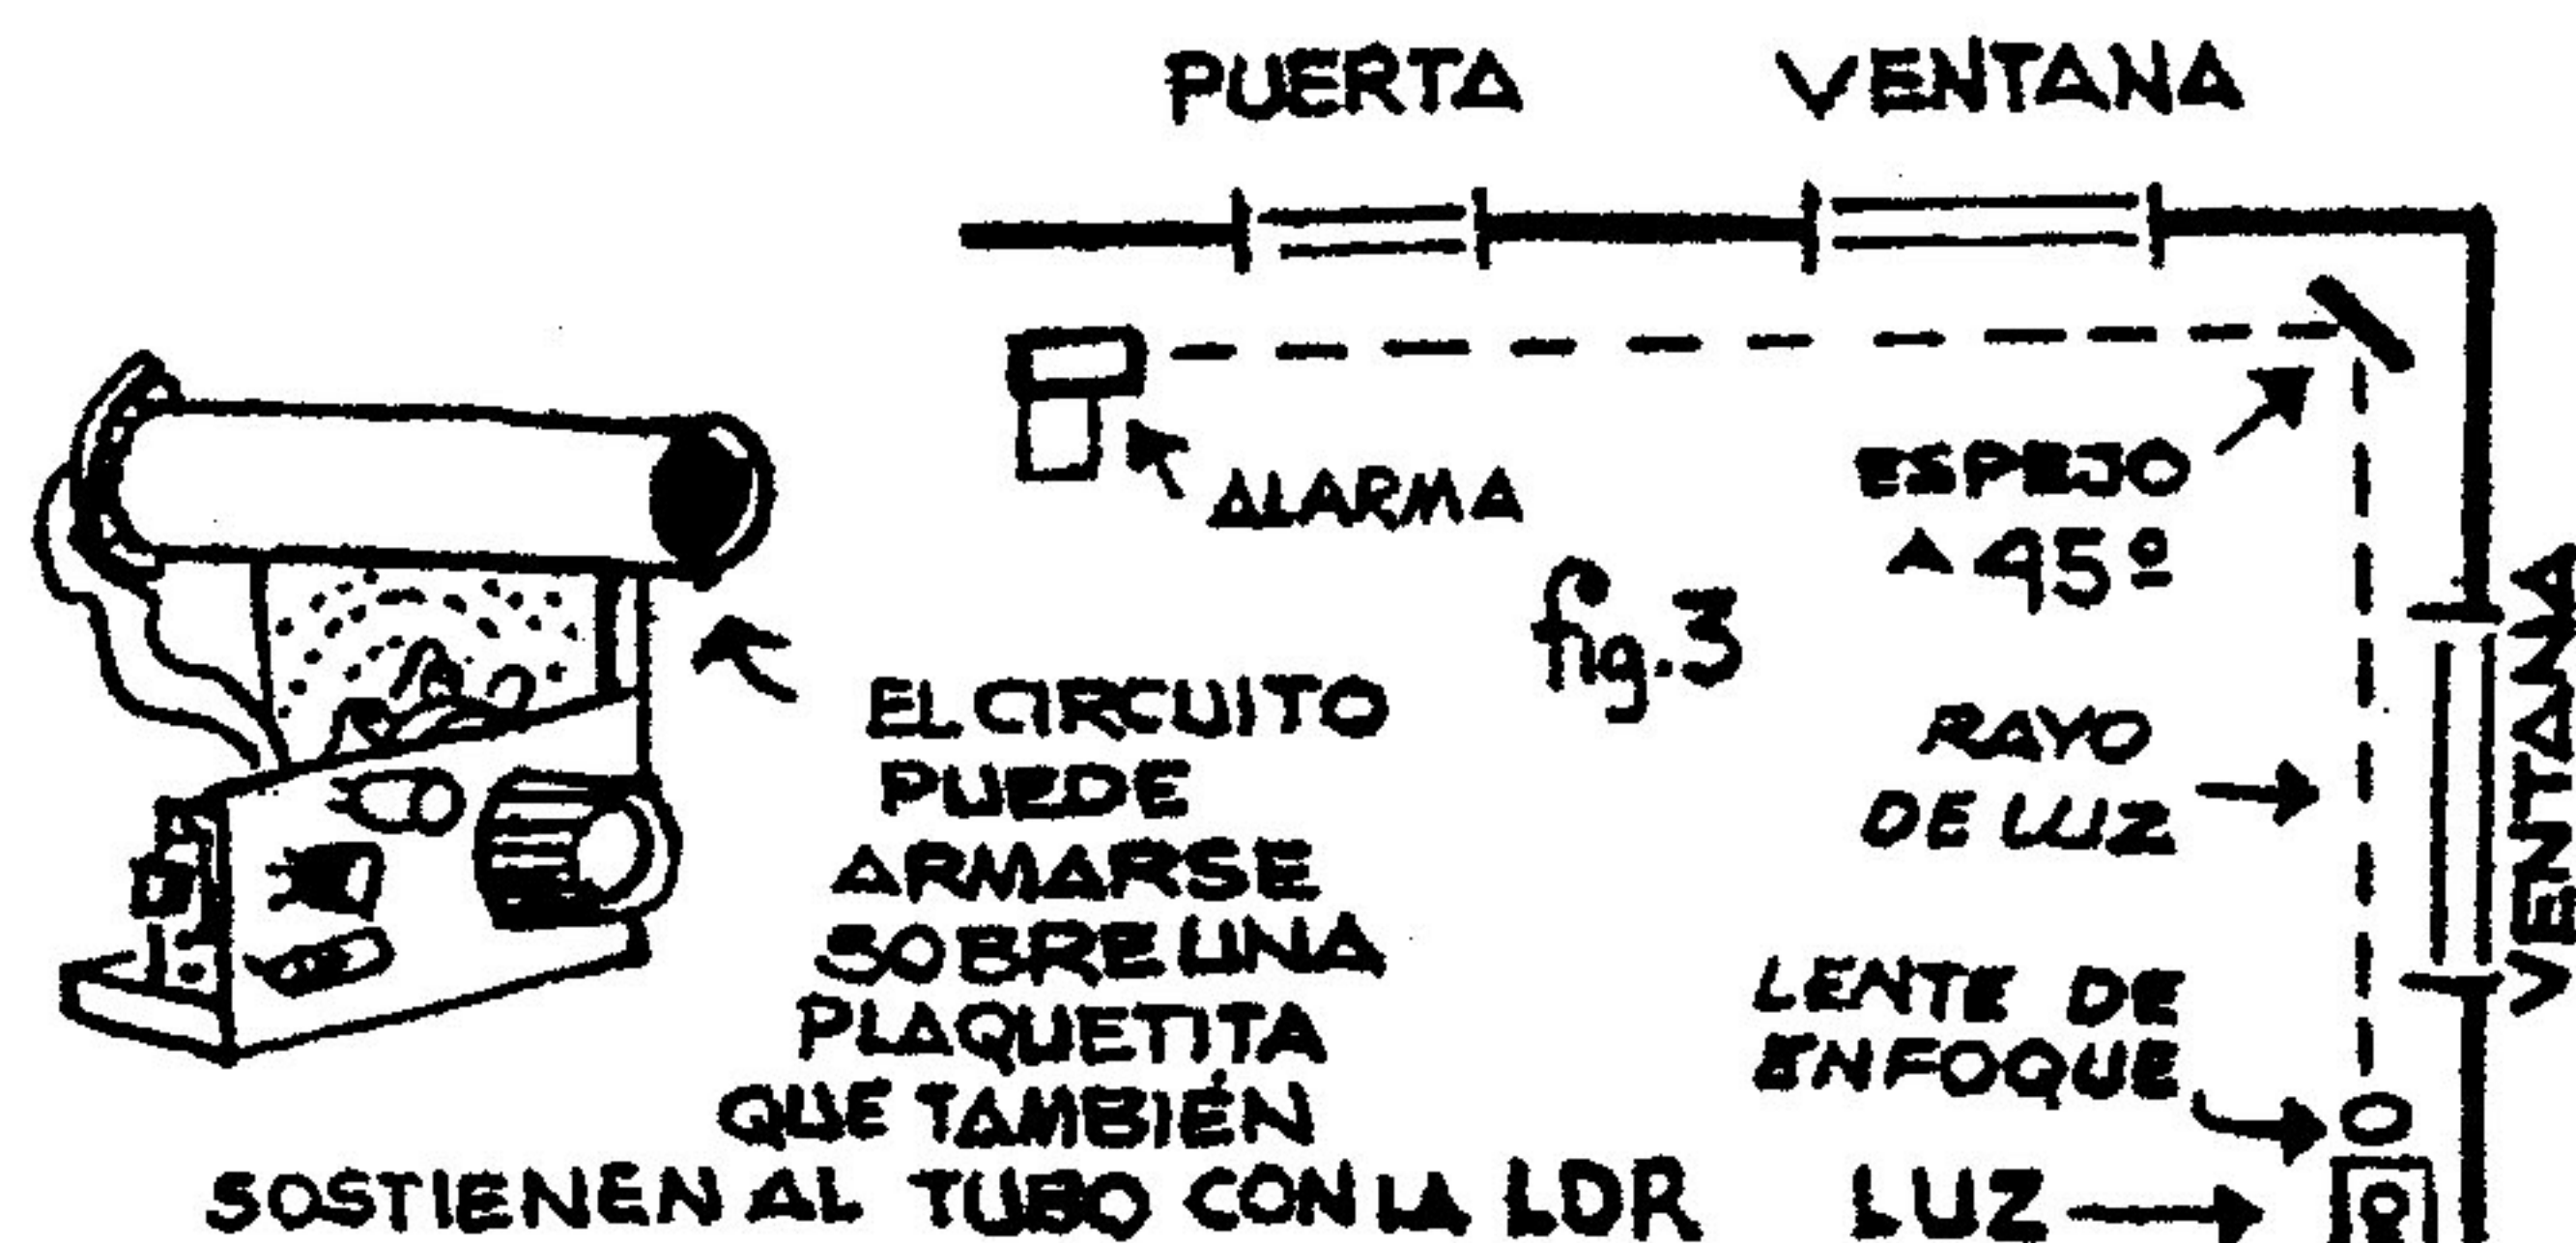 PUERTA
VENTANA
ALARMA
ESPEJO
A 45º
fig.3
VENTANA
RAYO
DE LUZ
LENTE DE
ENFOQUE
LUZ
EL CIRCUITO
PUEDE
ARMARSE
SOBRE UNA
PLAQUETITA
QUE TAMBIÉN
SOSTIENEN AL TUBO CON LA LDR